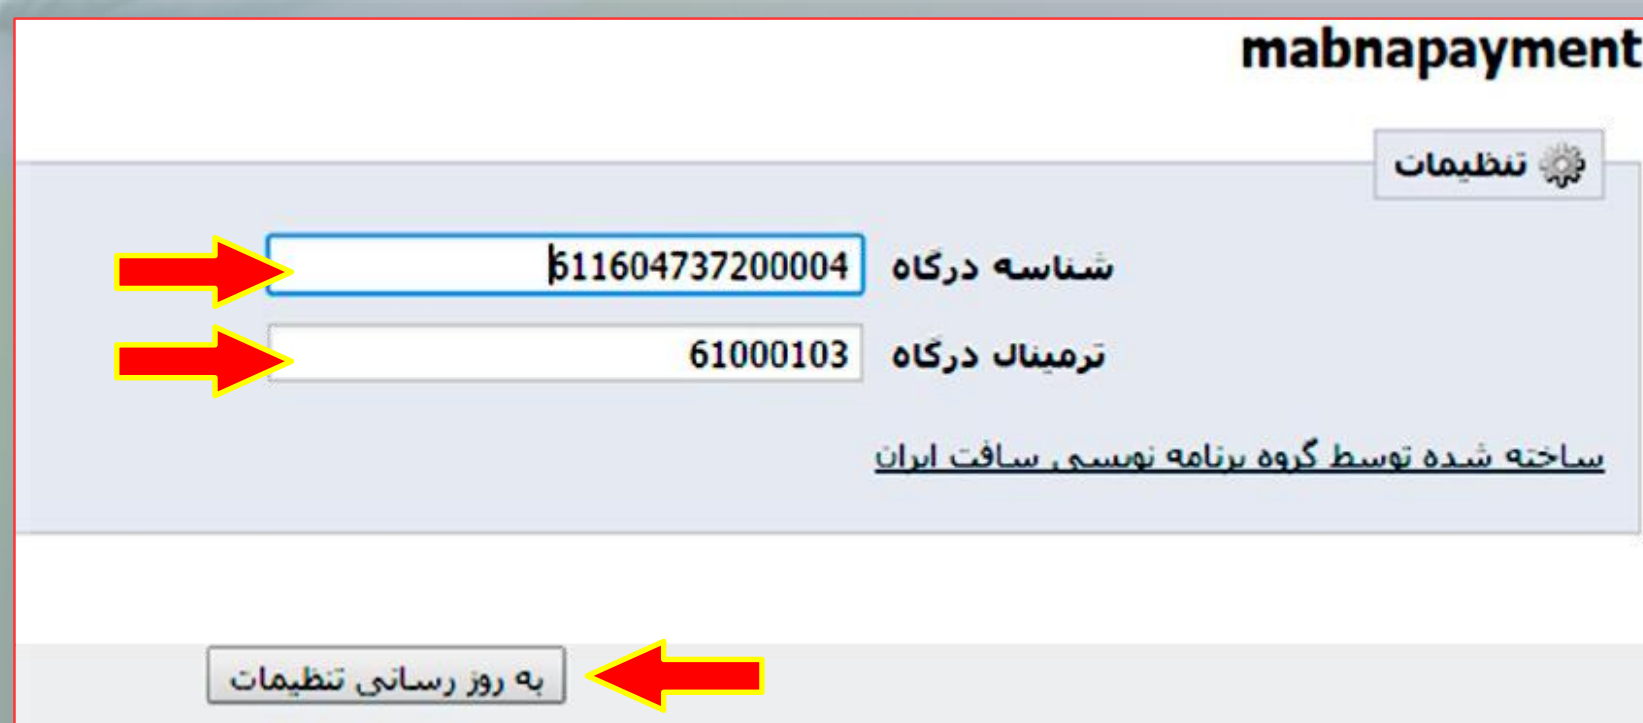 mabnapayment
تنظیمات
شناسه درگاه 611604737200004
ترمینال درگاه 61000103
ساخته شده توسط گروه برنامه نویسی سافت ایران
به روز رسانی تنظیمات